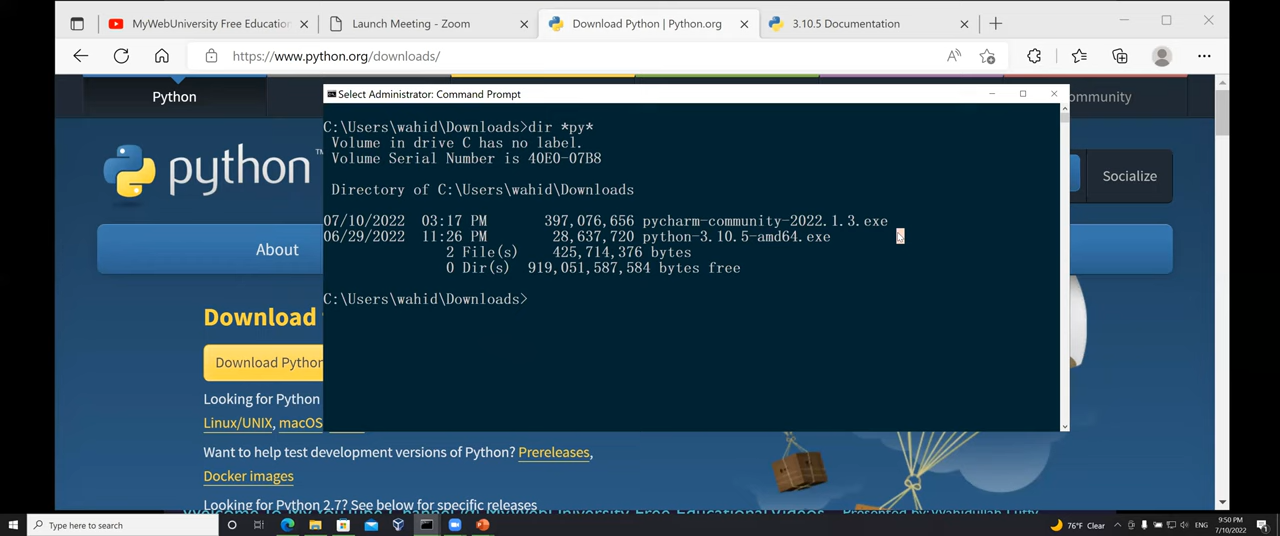 MyWebUniversity Free Education
Launch Meeting - Zoom
Download Python | Python.org
3.10.5 Documentation
https://www.python.org/downloads/
Python
ommunity
Select Administrator: Command Prompt
C:\Users\wahid\Downloads>dir *py*
Volume in drive C has no label.
Volume Serial Number is 40E0-07B8
Directory of C:\Users\wahid\Downloads
07/10/2022 03:17 PM 397,076,656 pycharm-community-2022.1.3.exe
06/29/2022 11:26 PM 28,637,720 python-3.10.5-amd64.exe
2 File(s) 425,714,376 bytes
0 Dir(s) 919,051,587,584 bytes free
C:\Users\wahid\Downloads>
python TM
Socialize
About
Download
Download Python
Looking for Python
Linux/UNIX, macOS
Want to help test development versions of Python? Prereleases,
Docker images
Looking for Python 2.7? See below for specific releases
Type here to search
76°F Clear
ENG
9:50 PM
7/10/2022